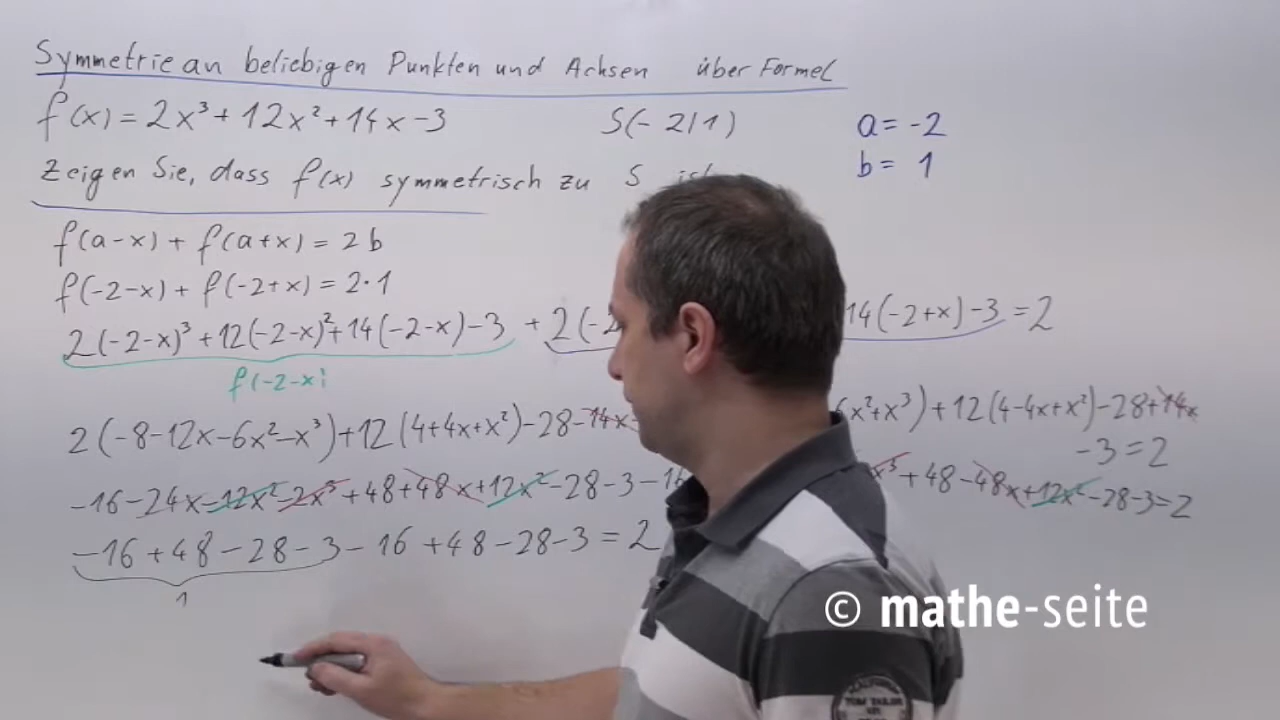 Symmetrie an beliebigen Punkten und Achsen über Formel
f(x) = 2x³ + 12x² + 14x - 3 S(-2/1) a = -2
b = 1
Zeigen Sie, dass f(x) symmetrisch zu S ist
f(a-x) + f(a+x) = 2b
f(-2-x) + f(-2+x) = 2·1
2(-2-x)³ + 12(-2-x)² + 14(-2-x) - 3 + 2(-2 14(-2+x) - 3 = 2
f(-2-x)
2(-8-12x-6x²-x³) + 12(4+4x+x²) - 28 - 14x 6x²+x³) + 12(4-4x+x²) - 28 + 14x
-3 = 2
-16 - 24x - 12x² - 2x³ + 48 + 48x + 12x² - 28 - 3 - 16 x³ + 48 - 48x + 12x² - 28 - 3 = 2
-16 + 48 - 28 - 3 - 16 + 48 - 28 - 3 = 2
1
© mathe-seite